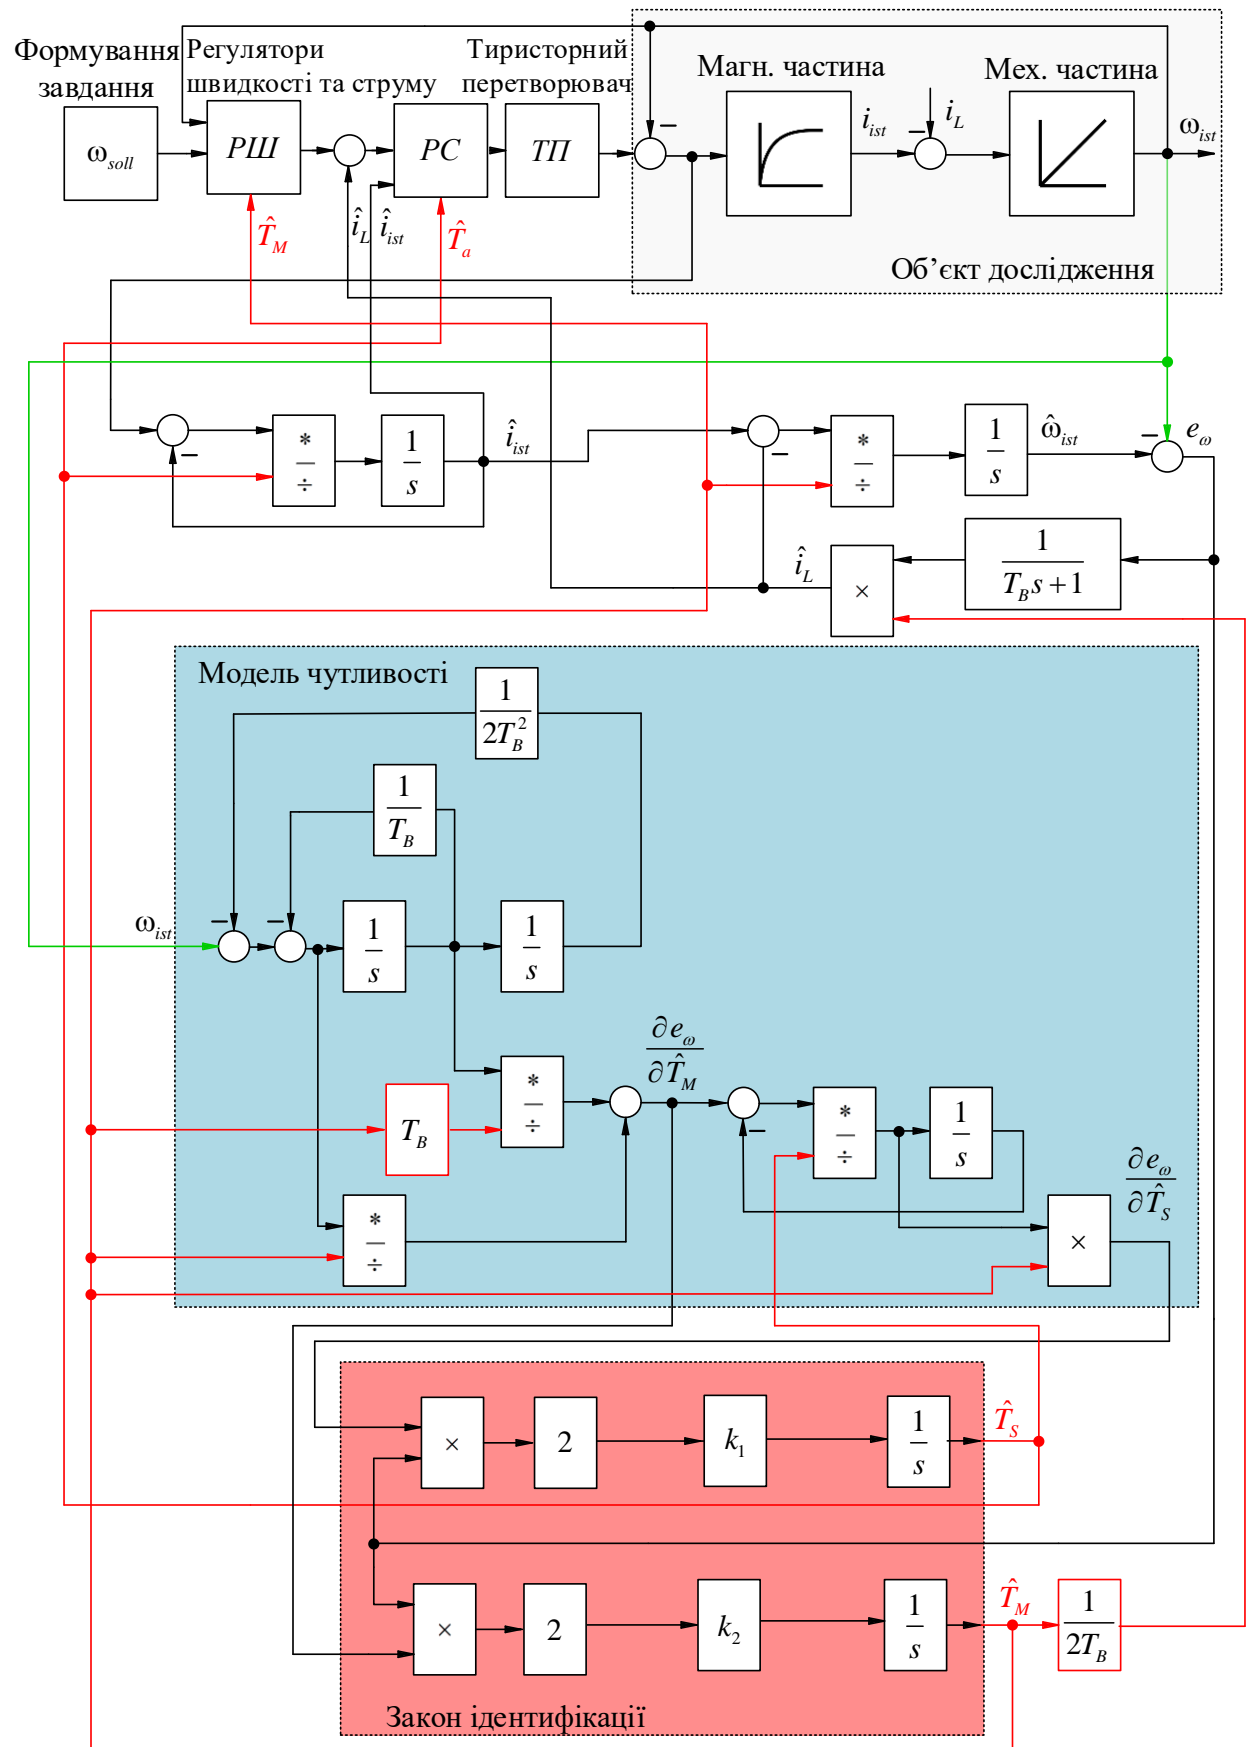 Формування
завдання
Регулятори
швидкості та струму
Тиристорний
перетворювач
Магн. частина
Мех. частина
ω_soll
РШ
РС
ТП
−
i_ist
−
i_L
ω_ist
T̂_M
î_L
î_ist
T̂_a
Об’єкт дослідження
−
*
÷
1
s
î_ist
−
*
÷
1
s
ω̂_ist
−
e_ω
î_L
×
1
T_B s + 1
Модель чутливості
1
2T_B^2
1
T_B
ω_ist
−
−
1
s
1
s
T_B
*
÷
*
÷
∂e_ω
∂T̂_M
−
*
÷
1
s
∂e_ω
∂T̂_S
×
×
2
k_1
1
s
T̂_S
×
2
k_2
1
s
T̂_M
1
2T_B
Закон ідентифікації